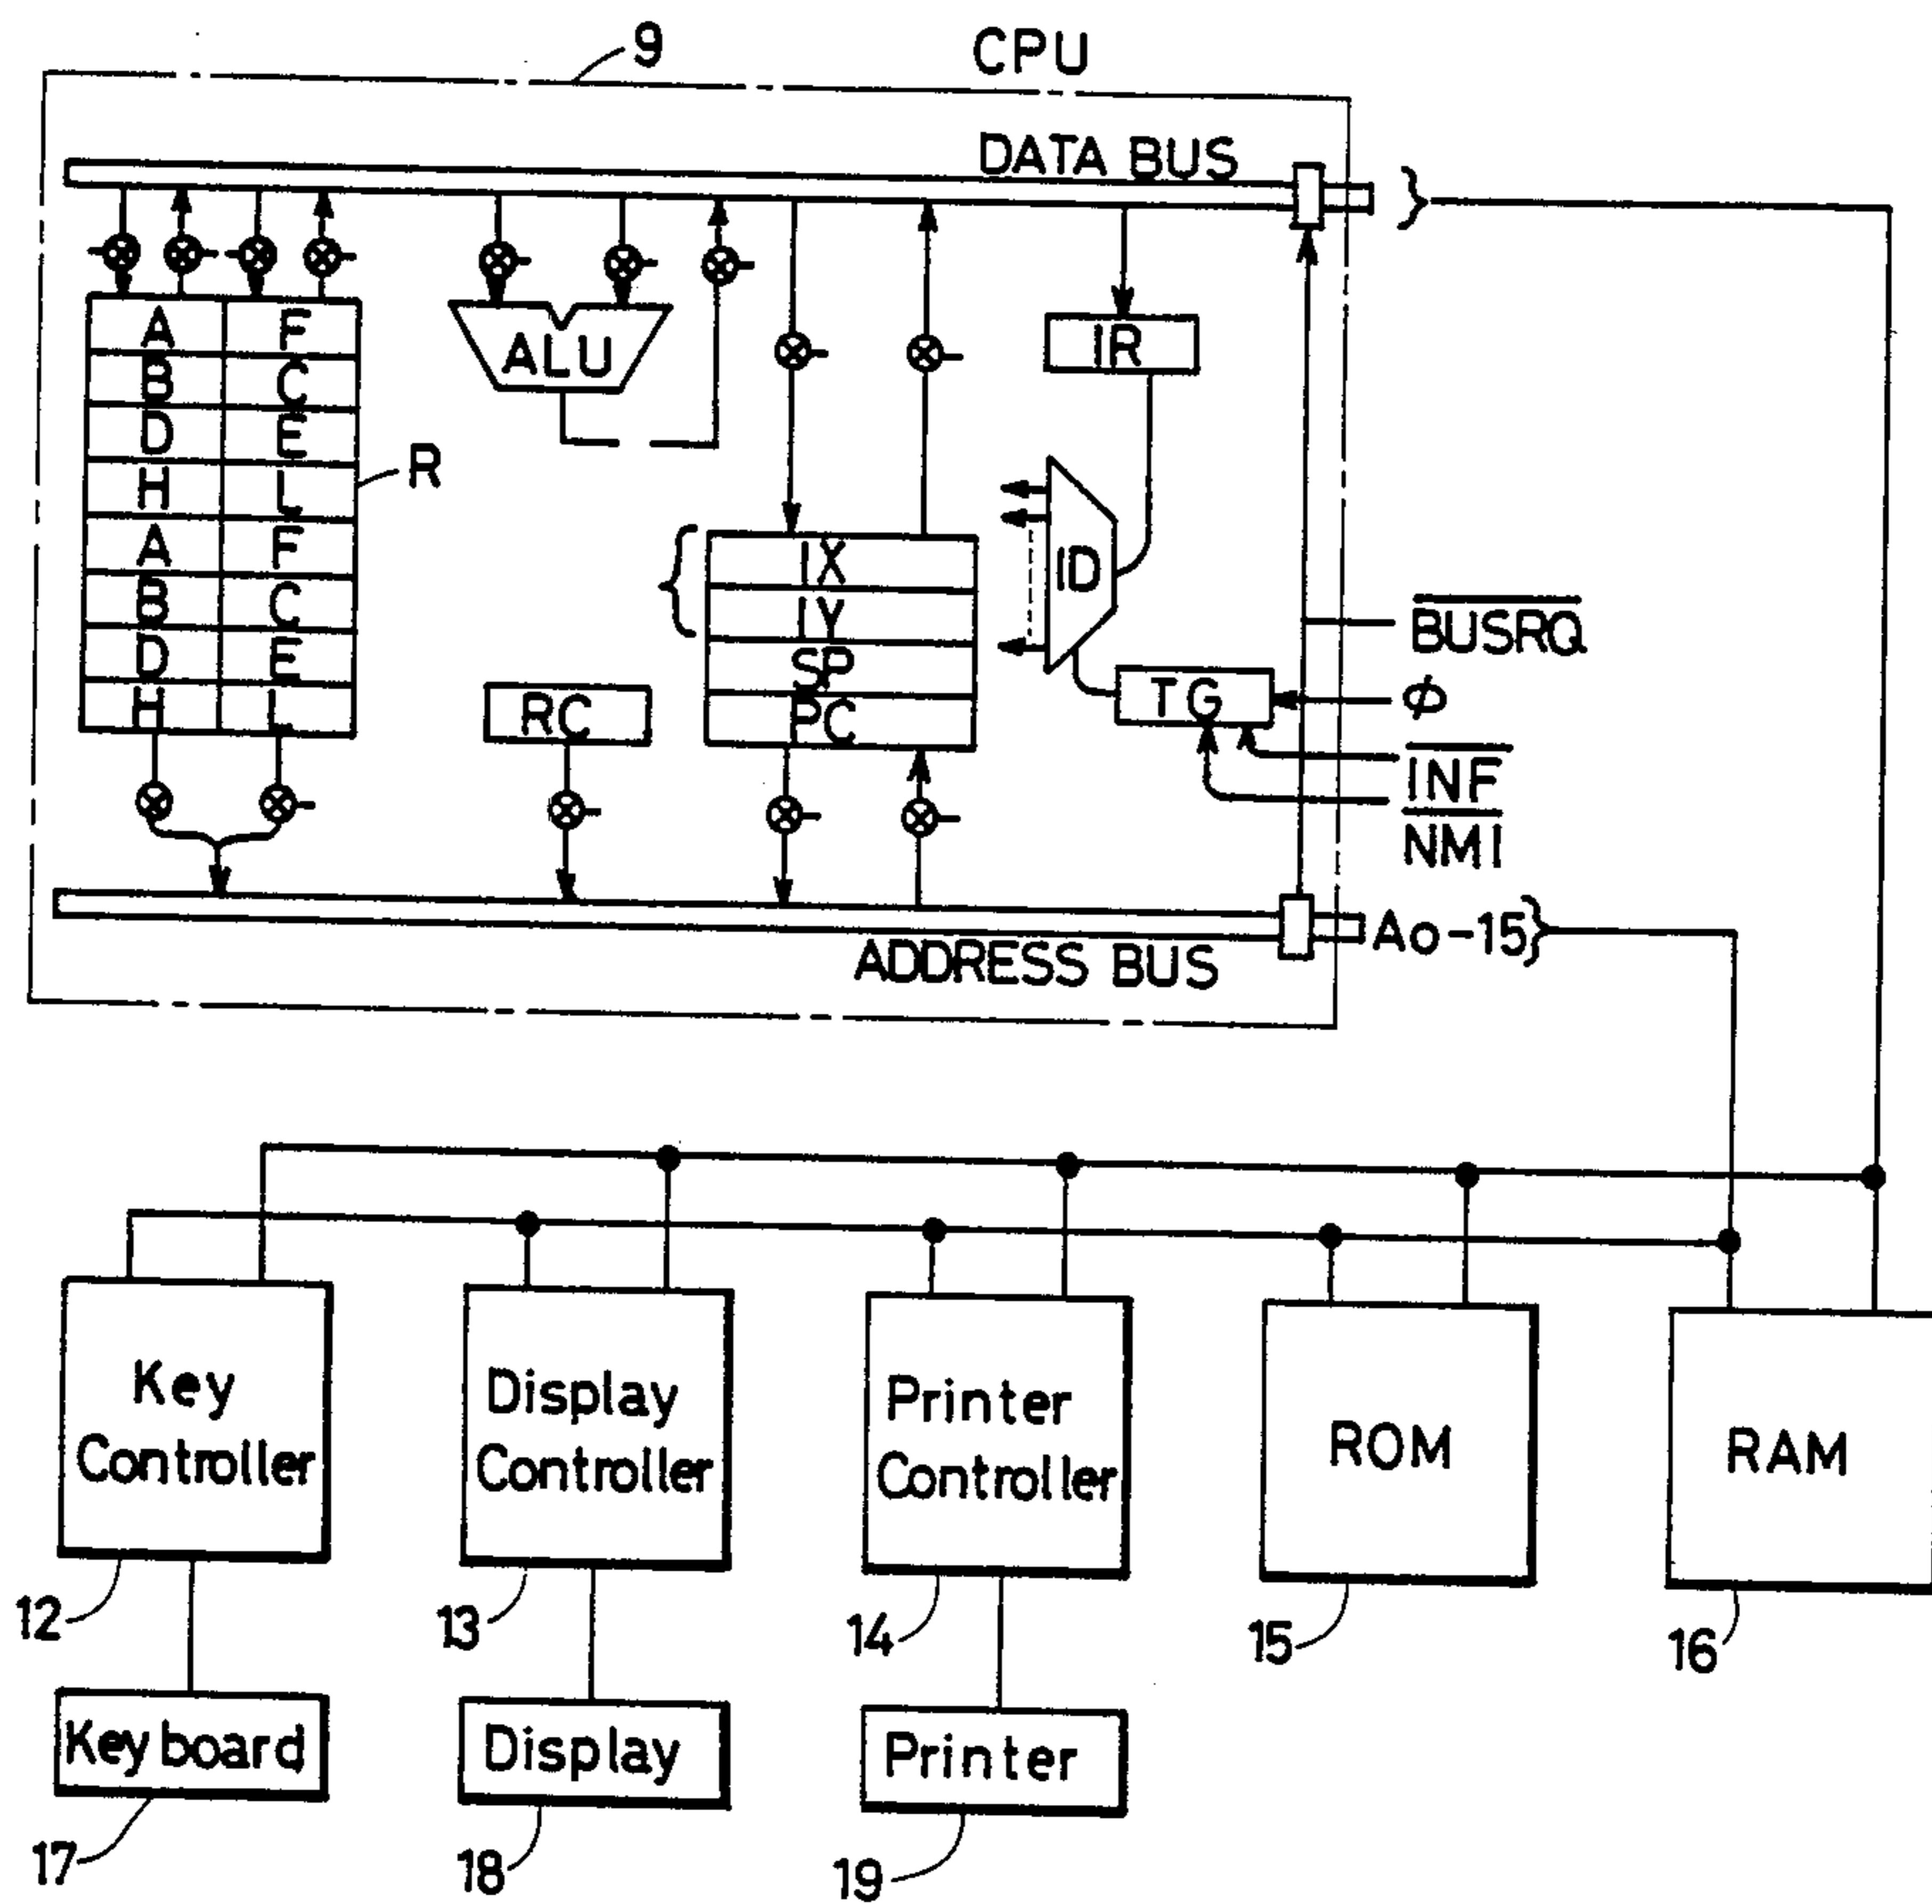 9
CPU
DATA BUS
A F
B C
D E
H L
A F
B C
D E
H L
R
ALU
IR
IX
IY
SP
PC
ID
RC
TG
BUSRQ
φ
INF
NMI
ADDRESS BUS
Ao-15
Key
Controller
Display
Controller
Printer
Controller
ROM
RAM
12
13
14
15
16
Keyboard
Display
Printer
17
18
19